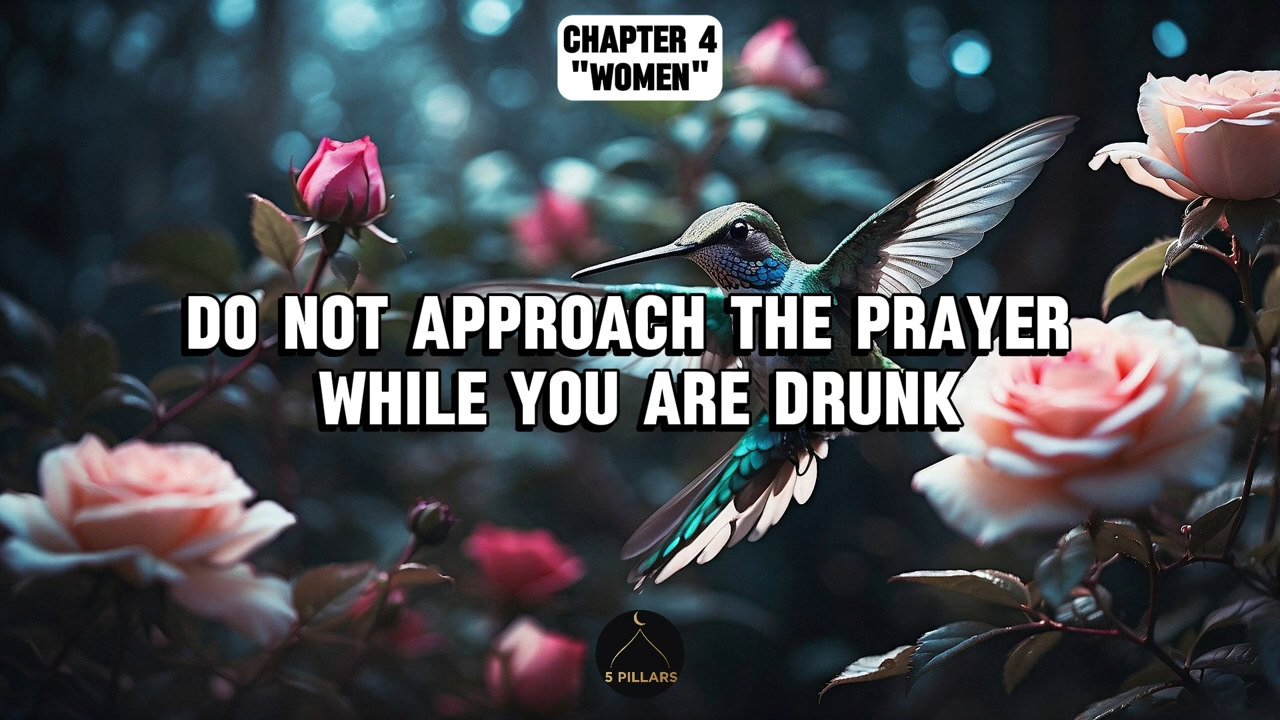 CHAPTER 4
"WOMEN"
DO NOT APPROACH THE PRAYER
WHILE YOU ARE DRUNK
5 PILLARS